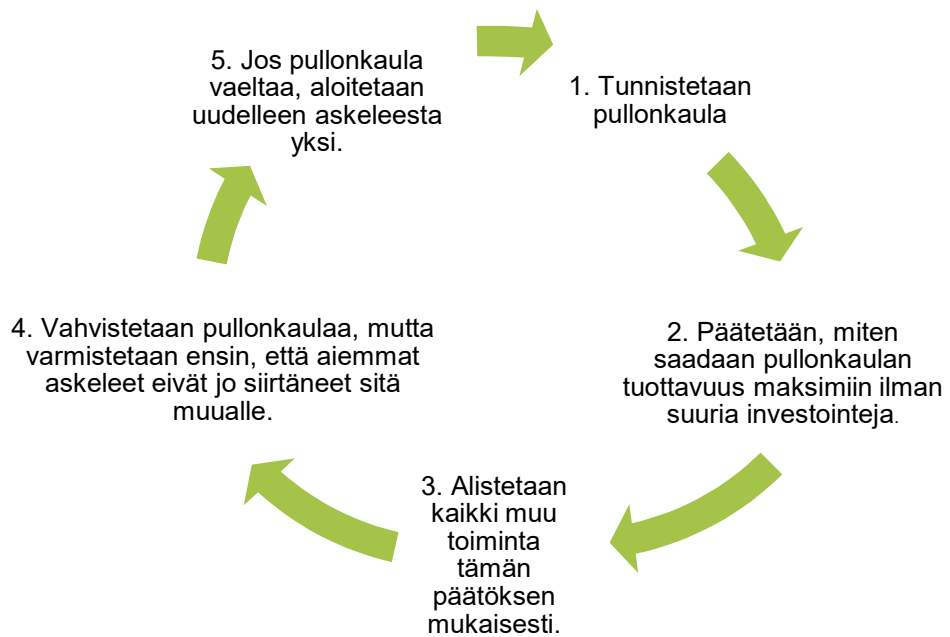 1. Tunnistetaan
pullonkaula
2. Päätetään, miten
saadaan pullonkaulan
tuottavuus maksimiin ilman
suuria investointeja.
3. Alistetaan
kaikki muu
toiminta
tämän
päätöksen
mukaisesti.
4. Vahvistetaan pullonkaulaa, mutta
varmistetaan ensin, että aiemmat
askeleet eivät jo siirtäneet sitä
muualle.
5. Jos pullonkaula
vaeltaa, aloitetaan
uudelleen askeleesta
yksi.